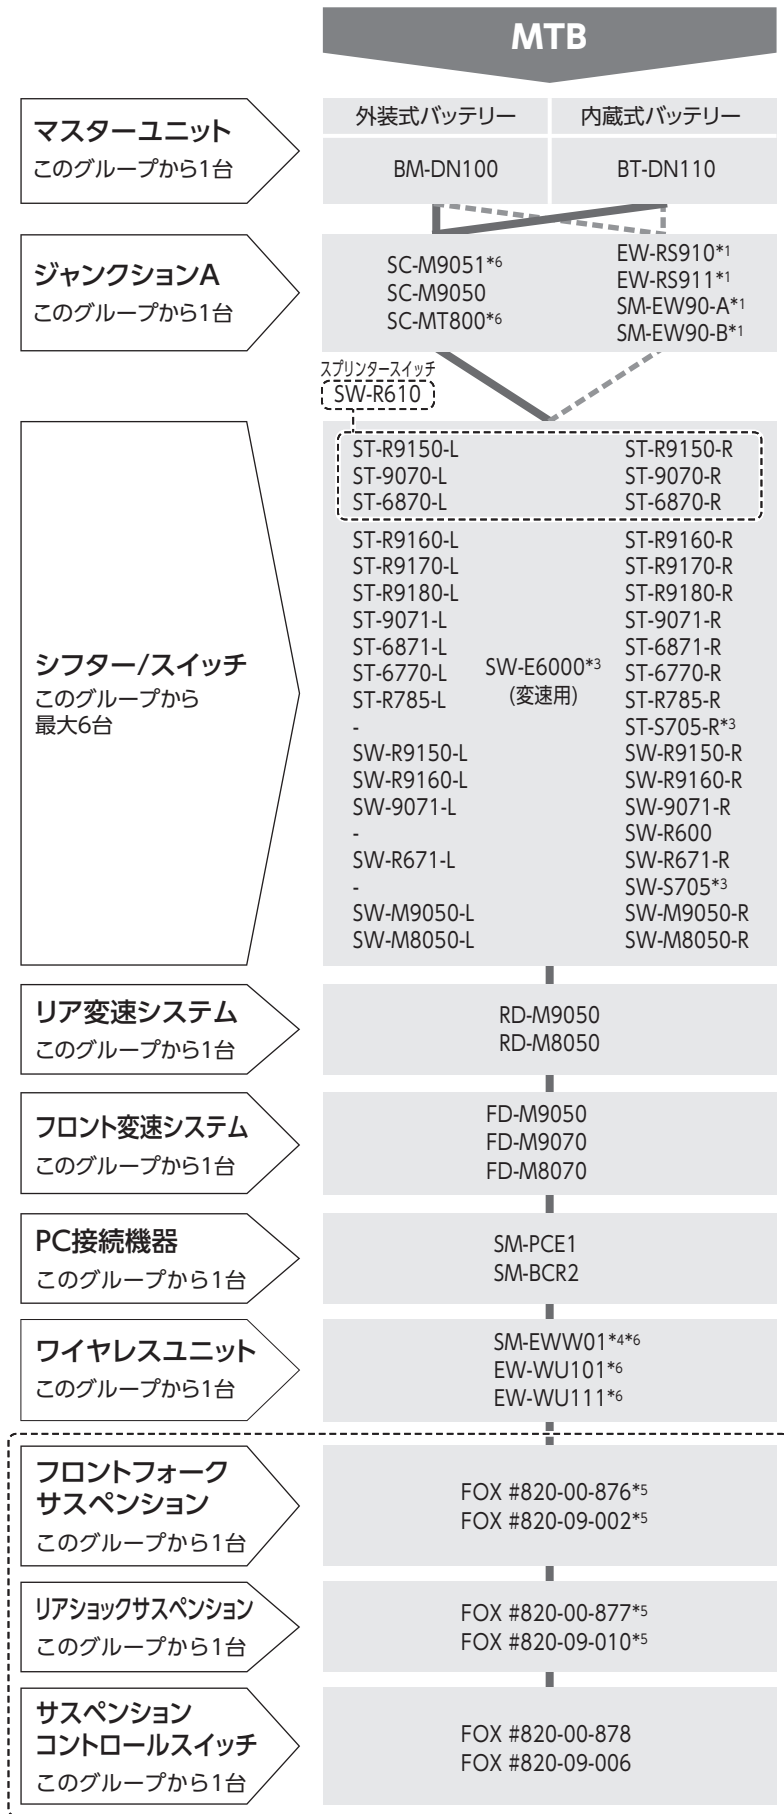 MTB
マスターユニット
このグループから1台
外装式バッテリー 内蔵式バッテリー
BM-DN100 BT-DN110
ジャンクションA
このグループから1台
SC-M9051*6
SC-M9050
SC-MT800*6
EW-RS910*1
EW-RS911*1
SM-EW90-A*1
SM-EW90-B*1
スプリンタースイッチ
SW-R610
シフター/スイッチ
このグループから
最大6台
ST-R9150-L ST-R9150-R
ST-9070-L ST-9070-R
ST-6870-L ST-6870-R
ST-R9160-L ST-R9160-R
ST-R9170-L ST-R9170-R
ST-R9180-L ST-R9180-R
ST-9071-L ST-9071-R
ST-6871-L ST-6871-R
ST-6770-L SW-E6000*3 ST-6770-R
ST-R785-L (変速用) ST-R785-R
- ST-S705-R*3
SW-R9150-L SW-R9150-R
SW-R9160-L SW-R9160-R
SW-9071-L SW-9071-R
- SW-R600
SW-R671-L SW-R671-R
- SW-S705*3
SW-M9050-L SW-M9050-R
SW-M8050-L SW-M8050-R
リア変速システム
このグループから1台
RD-M9050
RD-M8050
フロント変速システム
このグループから1台
FD-M9050
FD-M9070
FD-M8070
PC接続機器
このグループから1台
SM-PCE1
SM-BCR2
ワイヤレスユニット
このグループから1台
SM-EWW01*4*6
EW-WU101*6
EW-WU111*6
フロントフォーク
サスペンション
このグループから1台
FOX #820-00-876*5
FOX #820-09-002*5
リアショックサスペンション
このグループから1台
FOX #820-00-877*5
FOX #820-09-010*5
サスペンション
コントロールスイッチ
このグループから1台
FOX #820-00-878
FOX #820-09-006